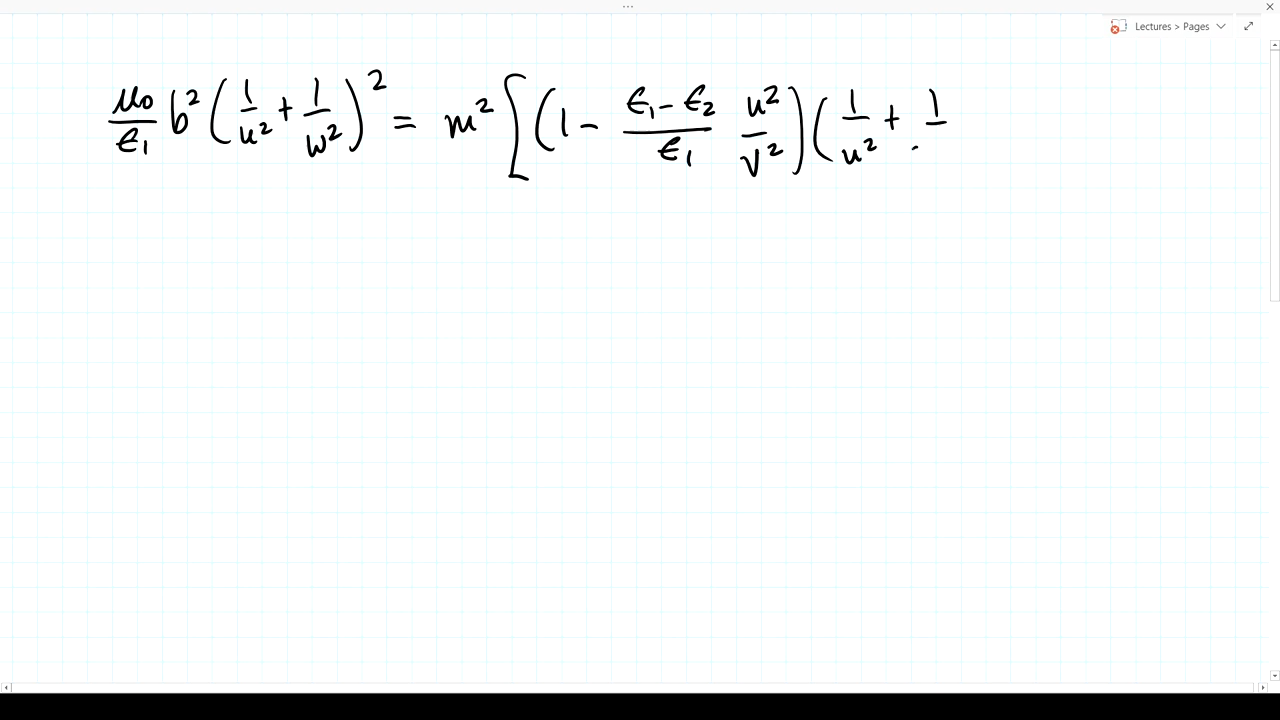 Lectures > Pages
μ₀/ε₁ b² (1/u² + 1/w²)² = m² [(1 − (ε₁ − ε₂)/ε₁ u²/v²)(1/u² + 1/